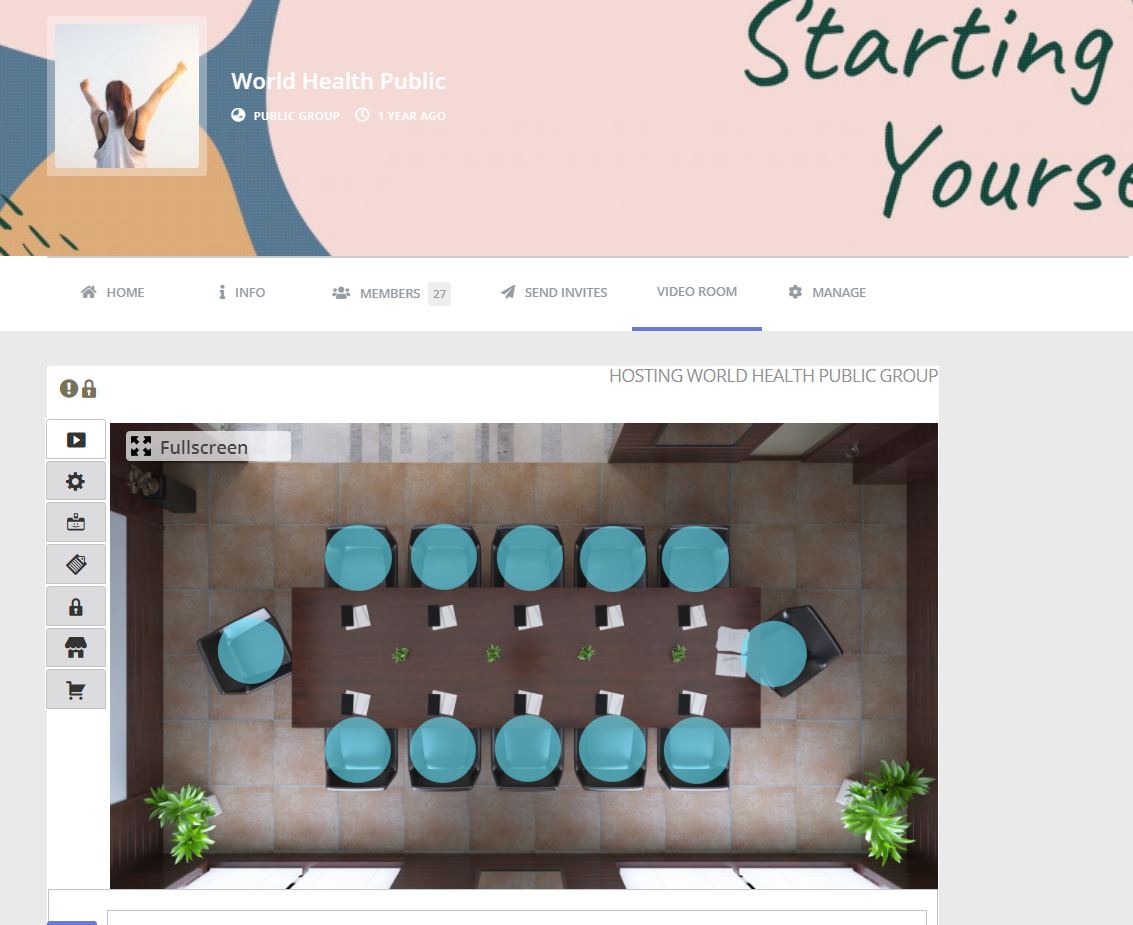 Starting
Yourse
World Health Public
PUBLIC GROUP 1 YEAR AGO
HOME INFO MEMBERS 27 SEND INVITES VIDEO ROOM MANAGE
HOSTING WORLD HEALTH PUBLIC GROUP
Fullscreen